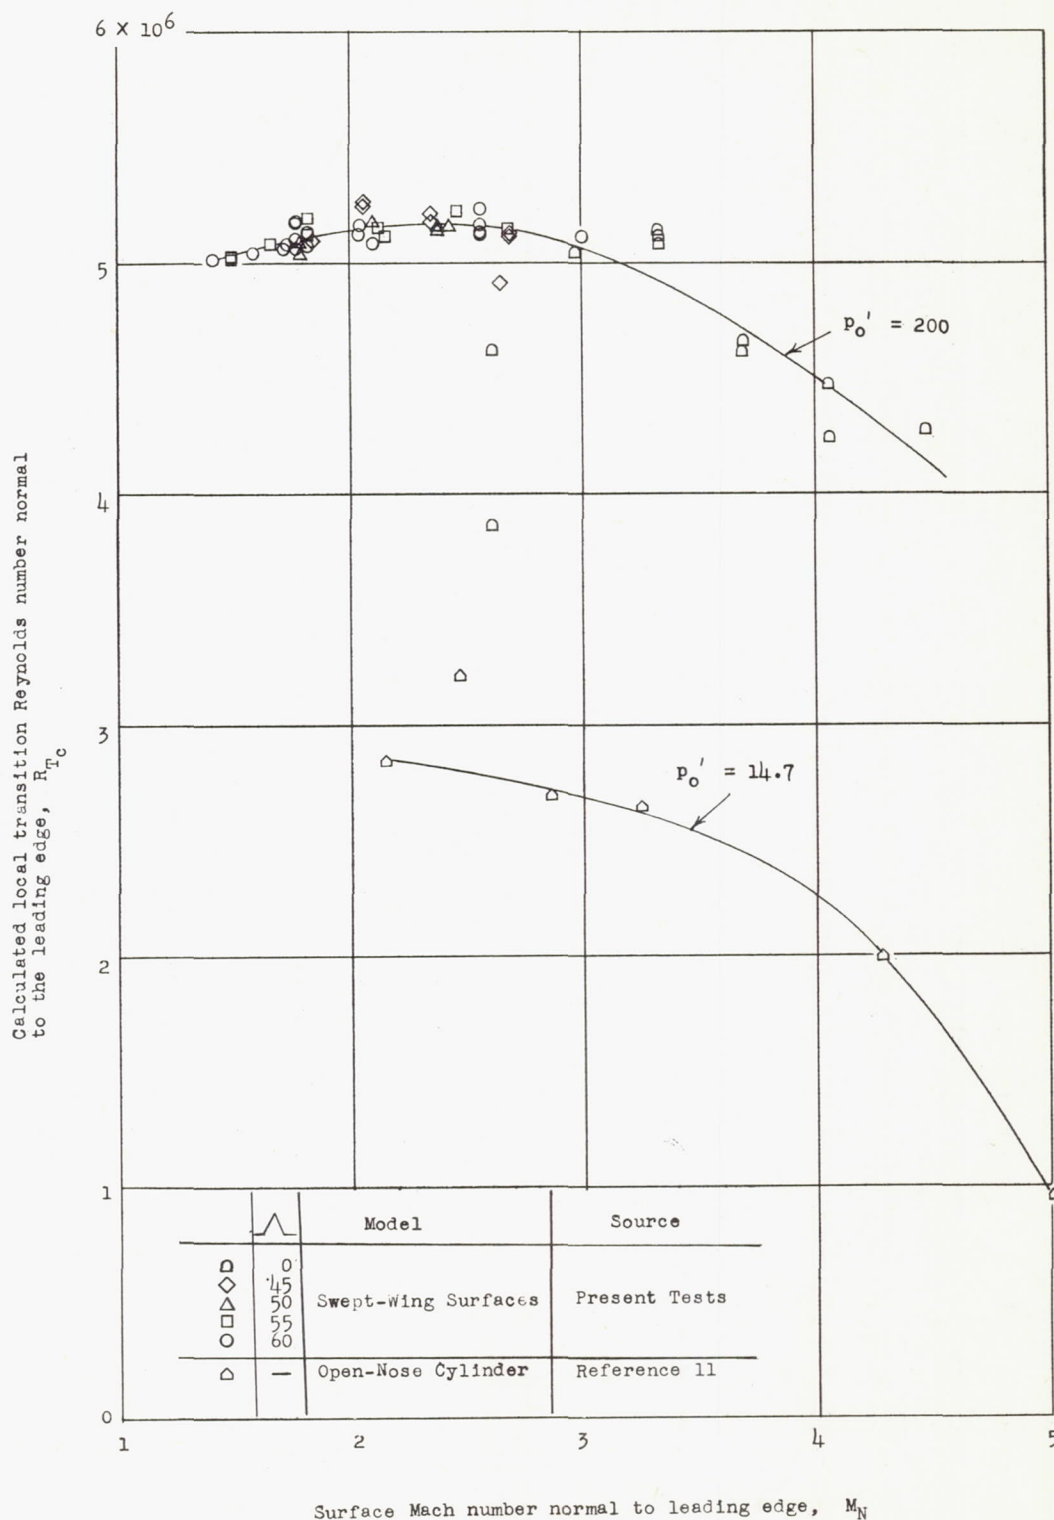 6 × 10⁶
5
4
3
2
1
0
Calculated local transition Reynolds number normal
to the leading edge, R_Tc
pₒ' = 200
pₒ' = 14.7
Λ Model Source
0
45
50
55
60
Swept-Wing Surfaces Present Tests
— Open-Nose Cylinder Reference 11
1 2 3 4 5
Surface Mach number normal to leading edge, M_N